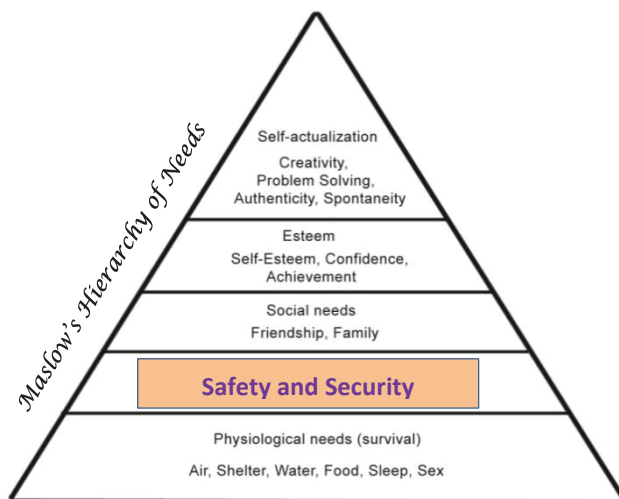 Maslow's Hierarchy of Needs
Self-actualization
Creativity,
Problem Solving,
Authenticity, Spontaneity
Esteem
Self-Esteem, Confidence,
Achievement
Social needs
Friendship, Family
Safety and Security
Physiological needs (survival)
Air, Shelter, Water, Food, Sleep, Sex